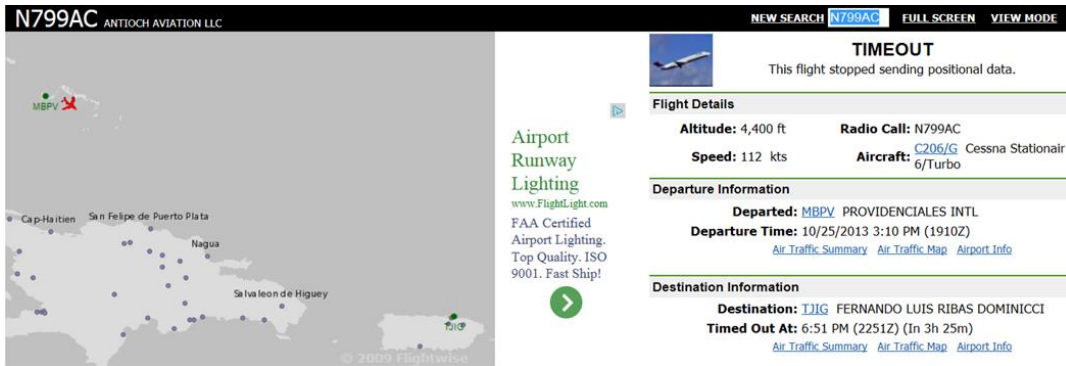 N799AC ANTIOCH AVIATION LLC
NEW SEARCH N799AC FULL SCREEN VIEW MODE
MBPV
Cap-Haitien
San Felipe de Puerto Plata
Nagua
Salvaleon de Higuey
TJIG
© 2009 Flightwise
Airport
Runway
Lighting
www.FlightLight.com
FAA Certified
Airport Lighting.
Top Quality. ISO
9001. Fast Ship!
TIMEOUT
This flight stopped sending positional data.
Flight Details
Altitude: 4,400 ft Radio Call: N799AC
Speed: 112 kts Aircraft: C206/G Cessna Stationair
6/Turbo
Departure Information
Departed: MBPV PROVIDENCIALES INTL
Departure Time: 10/25/2013 3:10 PM (1910Z)
Air Traffic Summary Air Traffic Map Airport Info
Destination Information
Destination: TJIG FERNANDO LUIS RIBAS DOMINICCI
Timed Out At: 6:51 PM (2251Z) (In 3h 25m)
Air Traffic Summary Air Traffic Map Airport Info